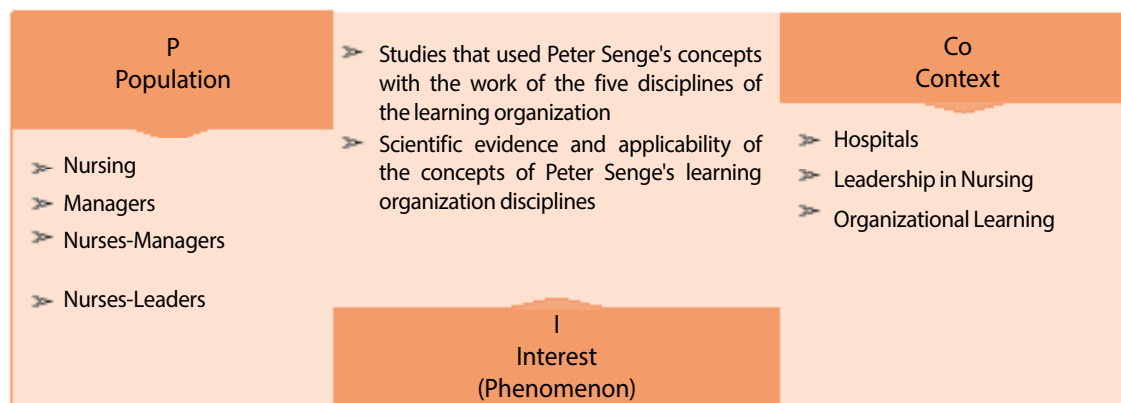 P
Population
➢ Nursing
➢ Managers
➢ Nurses-Managers
➢ Nurses-Leaders
➢ Studies that used Peter Senge's concepts
with the work of the five disciplines of
the learning organization
➢ Scientific evidence and applicability of
the concepts of Peter Senge's learning
organization disciplines
I
Interest
(Phenomenon)
Co
Context
➢ Hospitals
➢ Leadership in Nursing
➢ Organizational Learning